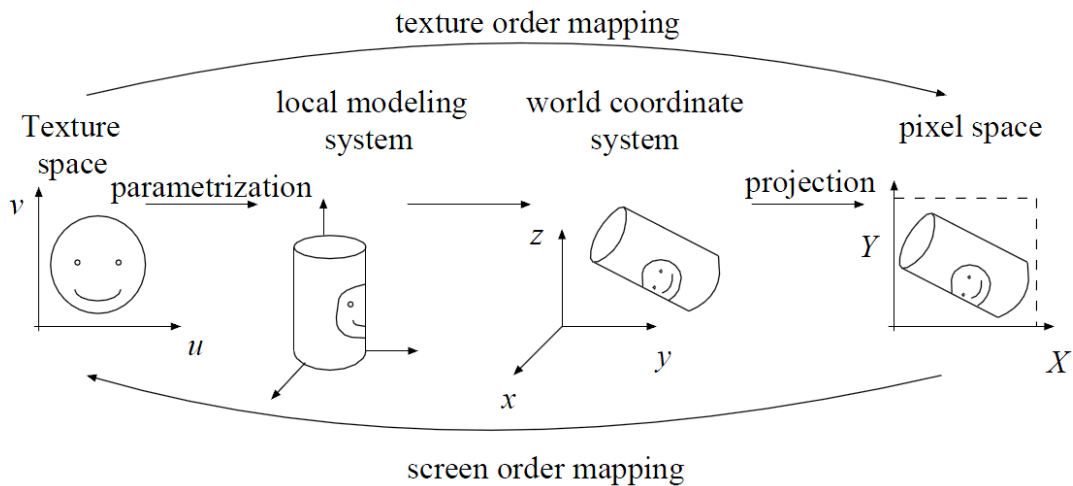 texture order mapping
local modeling
system
world coordinate
system
Texture
space
pixel space
parametrization
projection
v
u
z
y
x
Y
X
screen order mapping